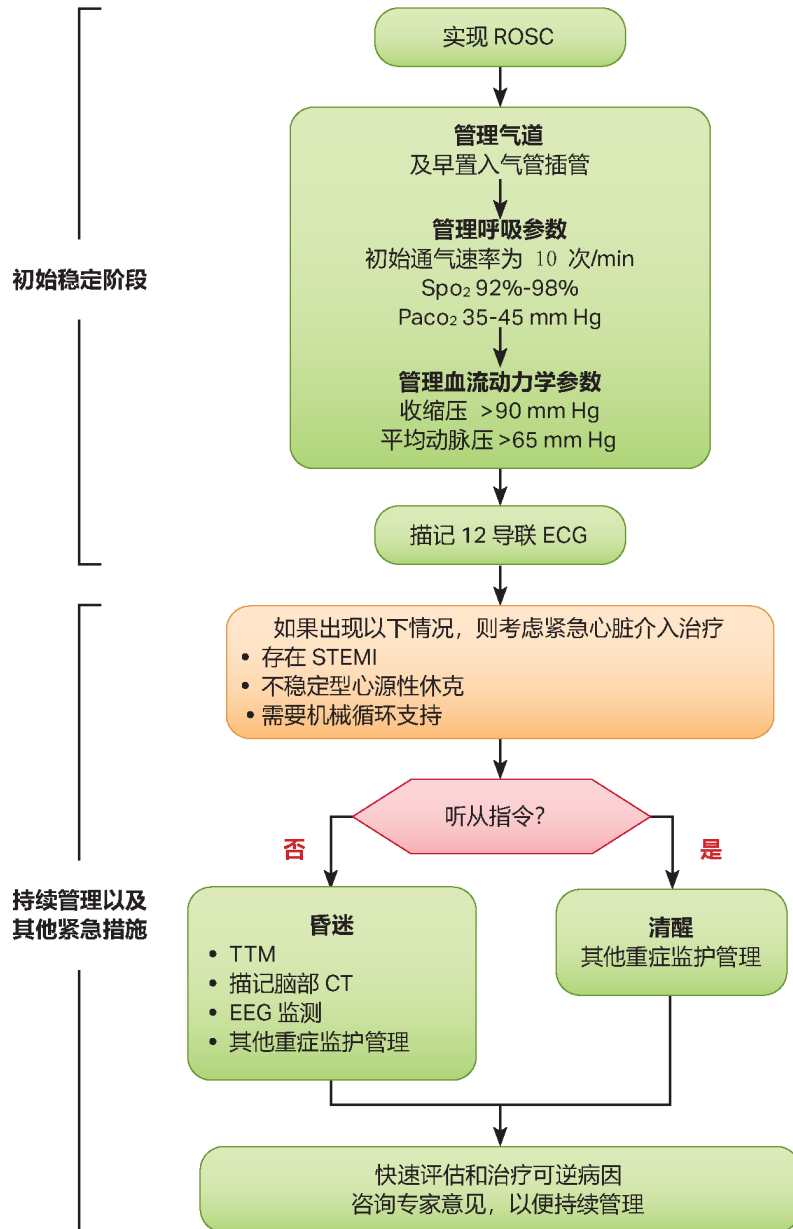 实现 ROSC
管理气道
及早置入气管插管
管理呼吸参数
初始通气速率为 10 次/min
Spo₂ 92%-98%
Paco₂ 35-45 mm Hg
管理血流动力学参数
收缩压 >90 mm Hg
平均动脉压 >65 mm Hg
初始稳定阶段
描记 12 导联 ECG
如果出现以下情况，则考虑紧急心脏介入治疗
• 存在 STEMI
• 不稳定型心源性休克
• 需要机械循环支持
听从指令？
否
是
持续管理以及
其他紧急措施
昏迷
• TTM
• 描记脑部 CT
• EEG 监测
• 其他重症监护管理
清醒
其他重症监护管理
快速评估和治疗可逆病因
咨询专家意见，以便持续管理